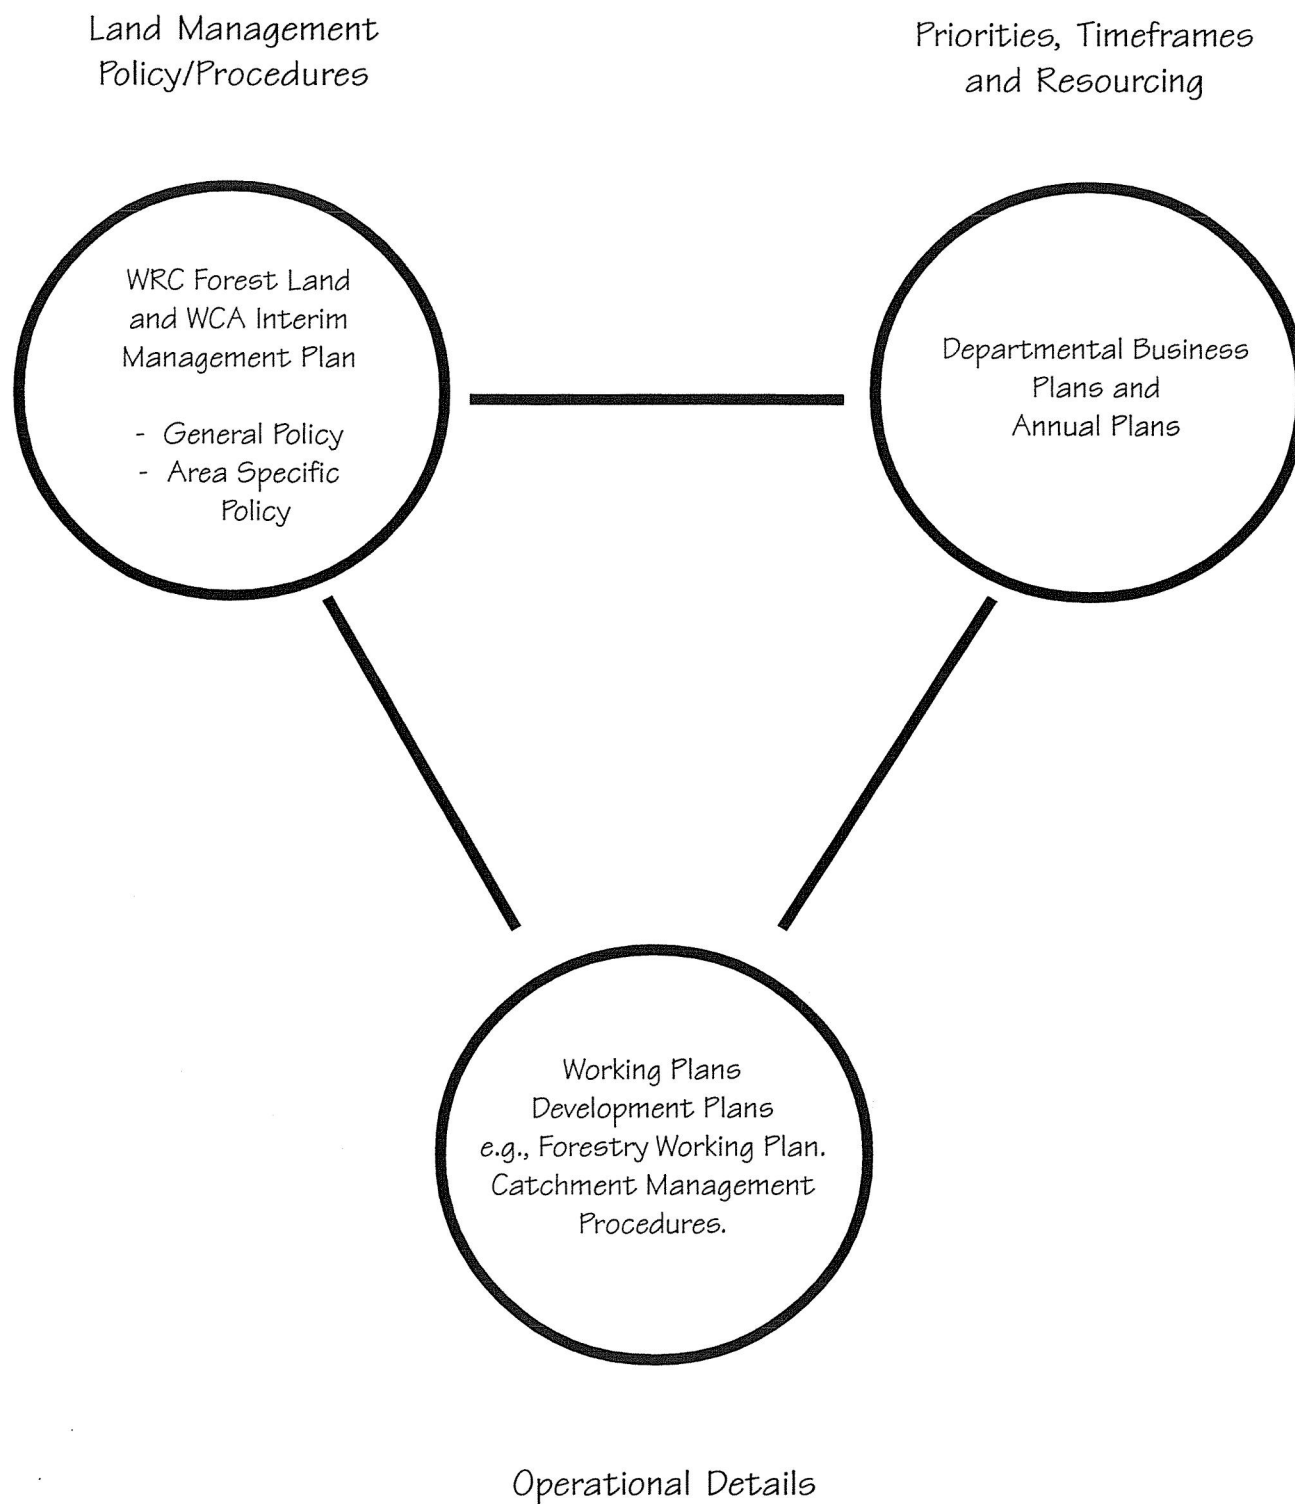 Land Management
Policy/Procedures
Priorities, Timeframes
and Resourcing
WRC Forest Land
and WCA Interim
Management Plan
- General Policy
- Area Specific
Policy
Departmental Business
Plans and
Annual Plans
Working Plans
Development Plans
e.g., Forestry Working Plan.
Catchment Management
Procedures.
Operational Details